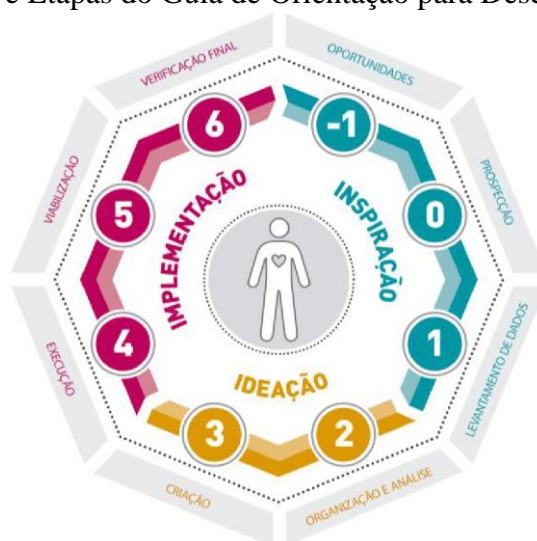 e Etapas do Guia de Orientação para Dese
OPORTUNIDADES
-1
PROSPECÇÃO
0
LEVANTAMENTO DE DADOS
1
INSPIRAÇÃO
ORGANIZAÇÃO E ANÁLISE
2
CRIAÇÃO
3
IDEAÇÃO
EXECUÇÃO
4
VIABILIZAÇÃO
5
VERIFICAÇÃO FINAL
6
IMPLEMENTAÇÃO